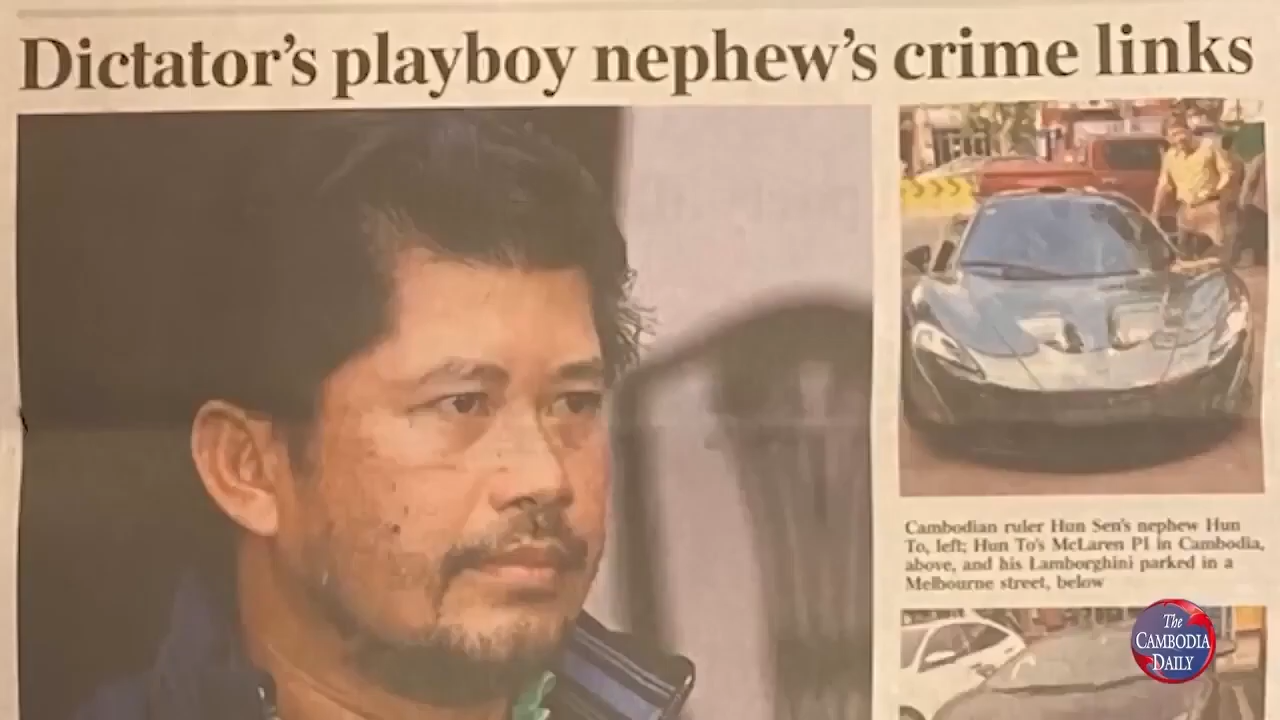 Dictator's playboy nephew's crime links
Cambodian ruler Hun Sen's nephew Hun
To, left; Hun To's McLaren P1 in Cambodia,
above, and his Lamborghini parked in a
Melbourne street, below
The
CAMBODIA
DAILY